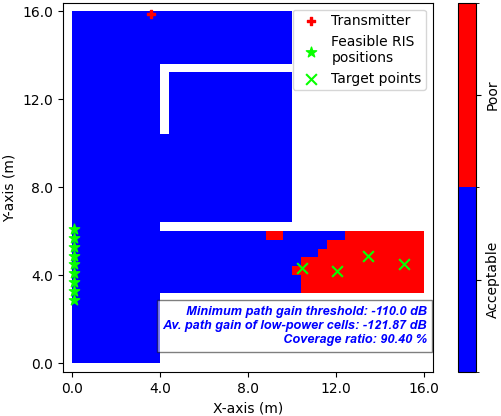 16.0
12.0
8.0
4.0
0.0
Y-axis (m)
Transmitter
Feasible RIS
positions
Target points
Poor
Acceptable
Minimum path gain threshold: -110.0 dB
Av. path gain of low-power cells: -121.87 dB
Coverage ratio: 90.40 %
0.0 4.0 8.0 12.0 16.0
X-axis (m)